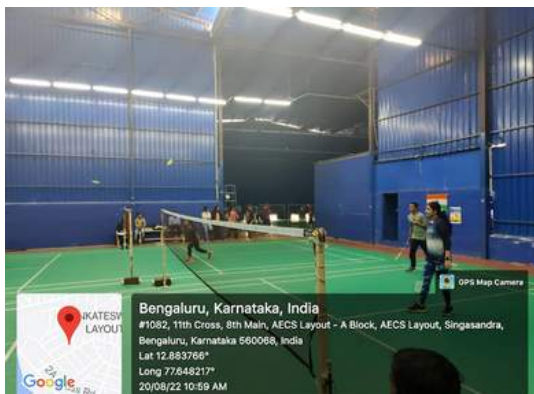 GPS Map Camera
Bengaluru, Karnataka, India
#1082, 11th Cross, 8th Main, AECS Layout - A Block, AECS Layout, Singasandra,
Bengaluru, Karnataka 560068, India
Lat 12.883766°
Long 77.648217°
20/08/22 10:59 AM
LAYOUT
Google